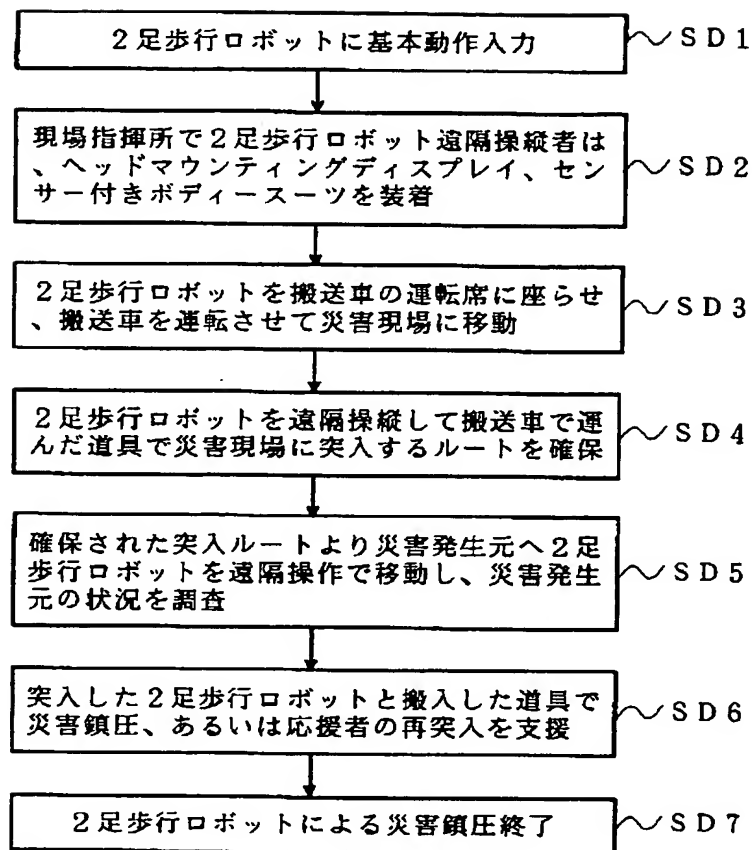 2足歩行ロボットに基本動作入力
SD1
現場指揮所で2足歩行ロボット遠隔操縦者は
、ヘッドマウンティングディスプレイ、セン
サー付きボディースーツを装着
SD2
2足歩行ロボットを搬送車の運転席に座らせ
、搬送車を運転させて災害現場に移動
SD3
2足歩行ロボットを遠隔操縦して搬送車で運
んだ道具で災害現場に突入するルートを確保
SD4
確保された突入ルートより災害発生元へ2足
歩行ロボットを遠隔操作で移動し、災害発生
元の状況を調査
SD5
突入した2足歩行ロボットと搬入した道具で
災害鎮圧、あるいは応援者の再突入を支援
SD6
2足歩行ロボットによる災害鎮圧終了
SD7